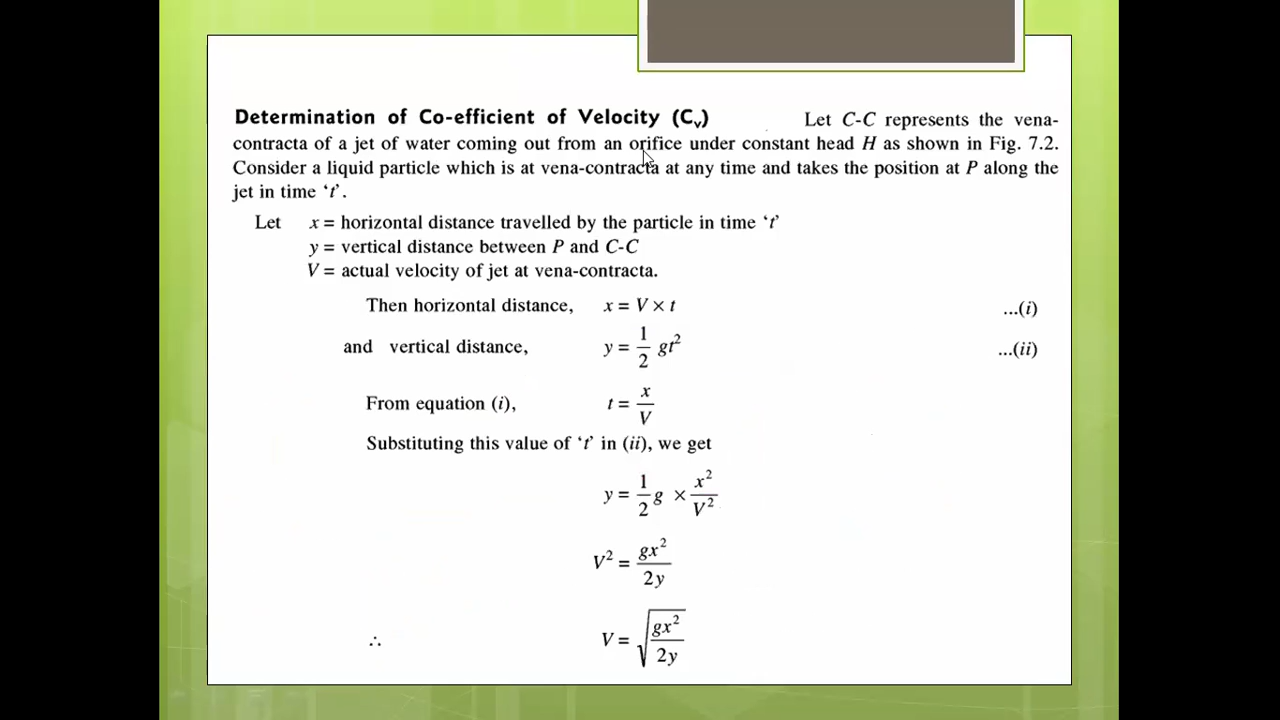 Determination of Co-efficient of Velocity (Cv) Let C-C represents the vena-
contracta of a jet of water coming out from an orifice under constant head H as shown in Fig. 7.2.
Consider a liquid particle which is at vena-contracta at any time and takes the position at P along the
jet in time ‘t’.
Let x = horizontal distance travelled by the particle in time ‘t’
y = vertical distance between P and C-C
V = actual velocity of jet at vena-contracta.
Then horizontal distance, x = V × t ...(i)
and vertical distance, y = 1/2 gt² ...(ii)
From equation (i), t = x/V
Substituting this value of ‘t’ in (ii), we get
y = 1/2 g × x²/V²
V² = gx²/2y
∴ V = √(gx²/2y)